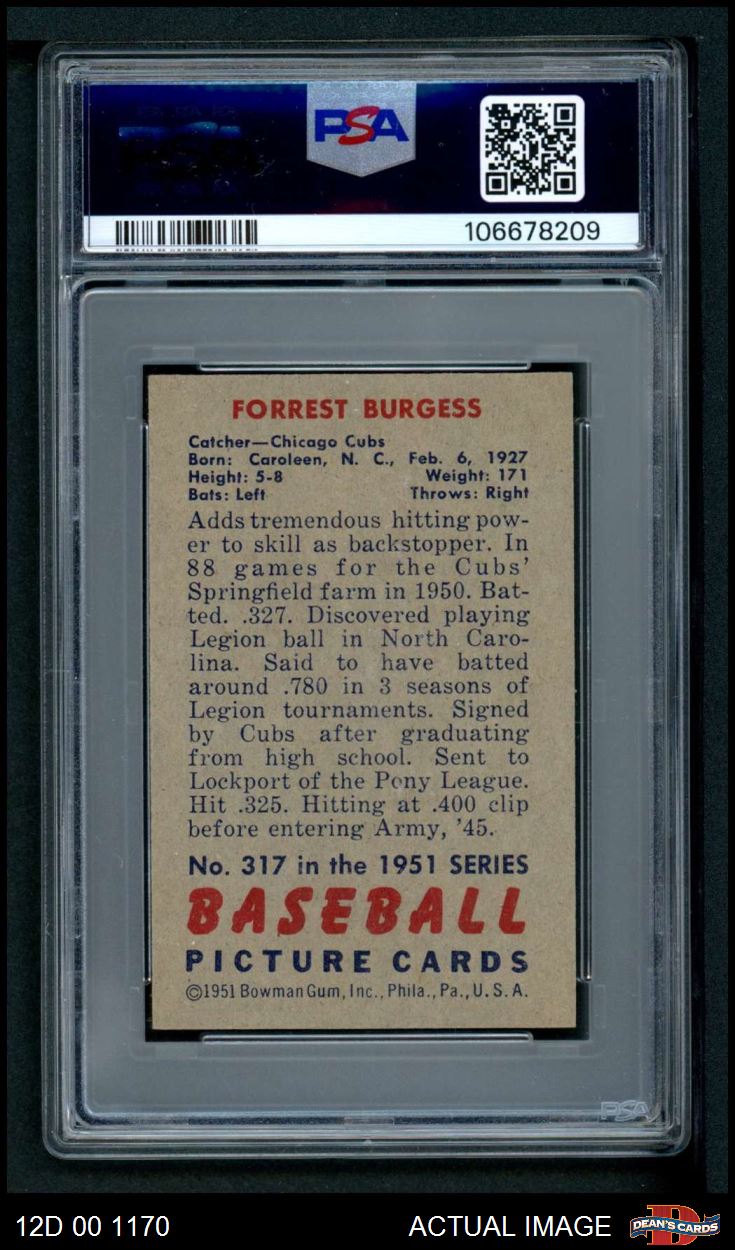 PSA
106678209
FORREST BURGESS
Catcher—Chicago Cubs
Born: Caroleen, N. C., Feb. 6, 1927
Height: 5-8 Weight: 171
Bats: Left Throws: Right
Adds tremendous hitting pow-
er to skill as backstopper. In
88 games for the Cubs'
Springfield farm in 1950. Bat-
ted. .327. Discovered playing
Legion ball in North Caro-
lina. Said to have batted
around .780 in 3 seasons of
Legion tournaments. Signed
by Cubs after graduating
from high school. Sent to
Lockport of the Pony League.
Hit .325. Hitting at .400 clip
before entering Army, '45.
No. 317 in the 1951 SERIES
BASEBALL
PICTURE CARDS
©1951 Bowman Gum, Inc., Phila., Pa., U. S. A.
PSA
12D 00 1170 ACTUAL IMAGE DEAN'S CARDS